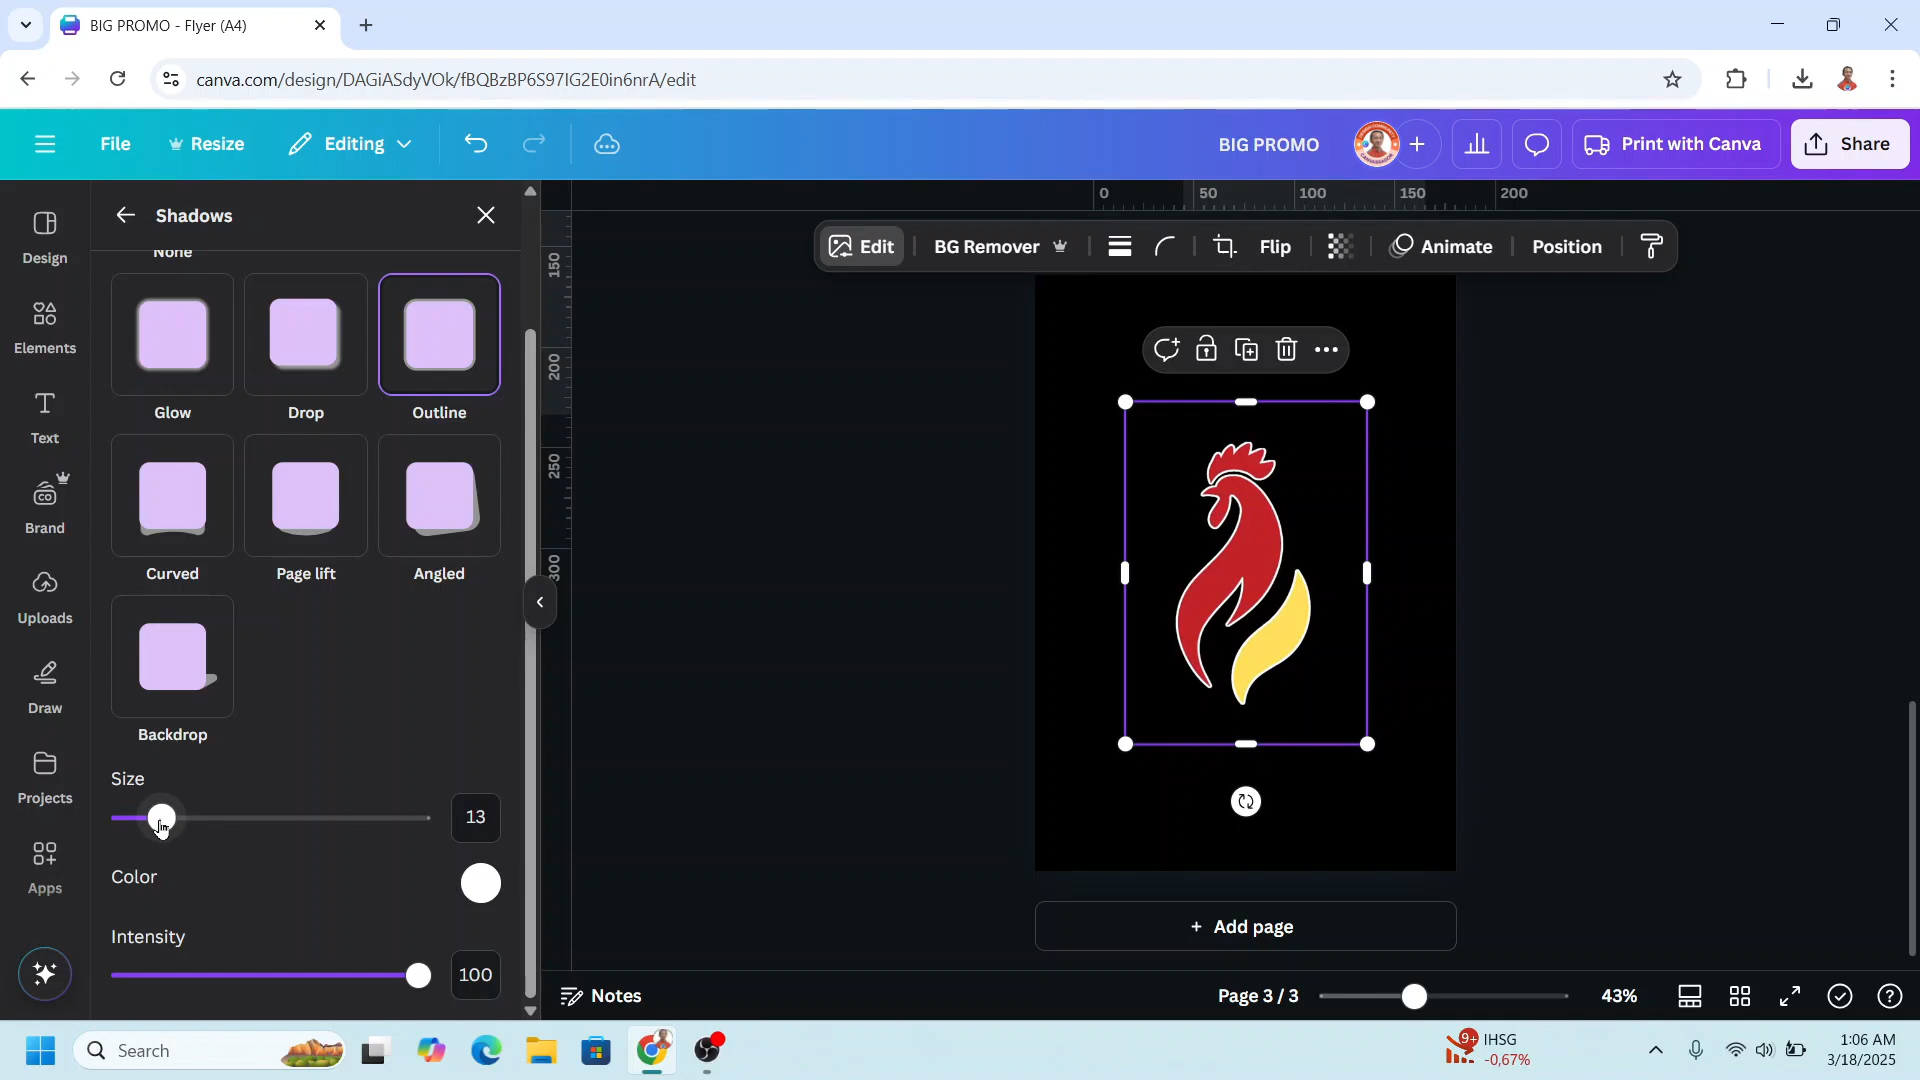 BIG PROMO - Flyer (A4)
canva.com/design/DAGiASdyVOk/fBQBzBP6S97IG2E0in6nrA/edit
File
Resize
Editing
BIG PROMO
Print with Canva
Share
Design
Elements
Text
Brand
Uploads
Draw
Projects
Apps
Shadows
None
Glow
Drop
Outline
Curved
Page lift
Angled
Backdrop
Size
13
Color
Intensity
100
0
50
100
150
200
150
200
250
300
Edit
BG Remover
Flip
Animate
Position
+ Add page
Notes
Page 3 / 3
43%
Search
9+
IHSG
-0,67%
1:06 AM
3/18/2025